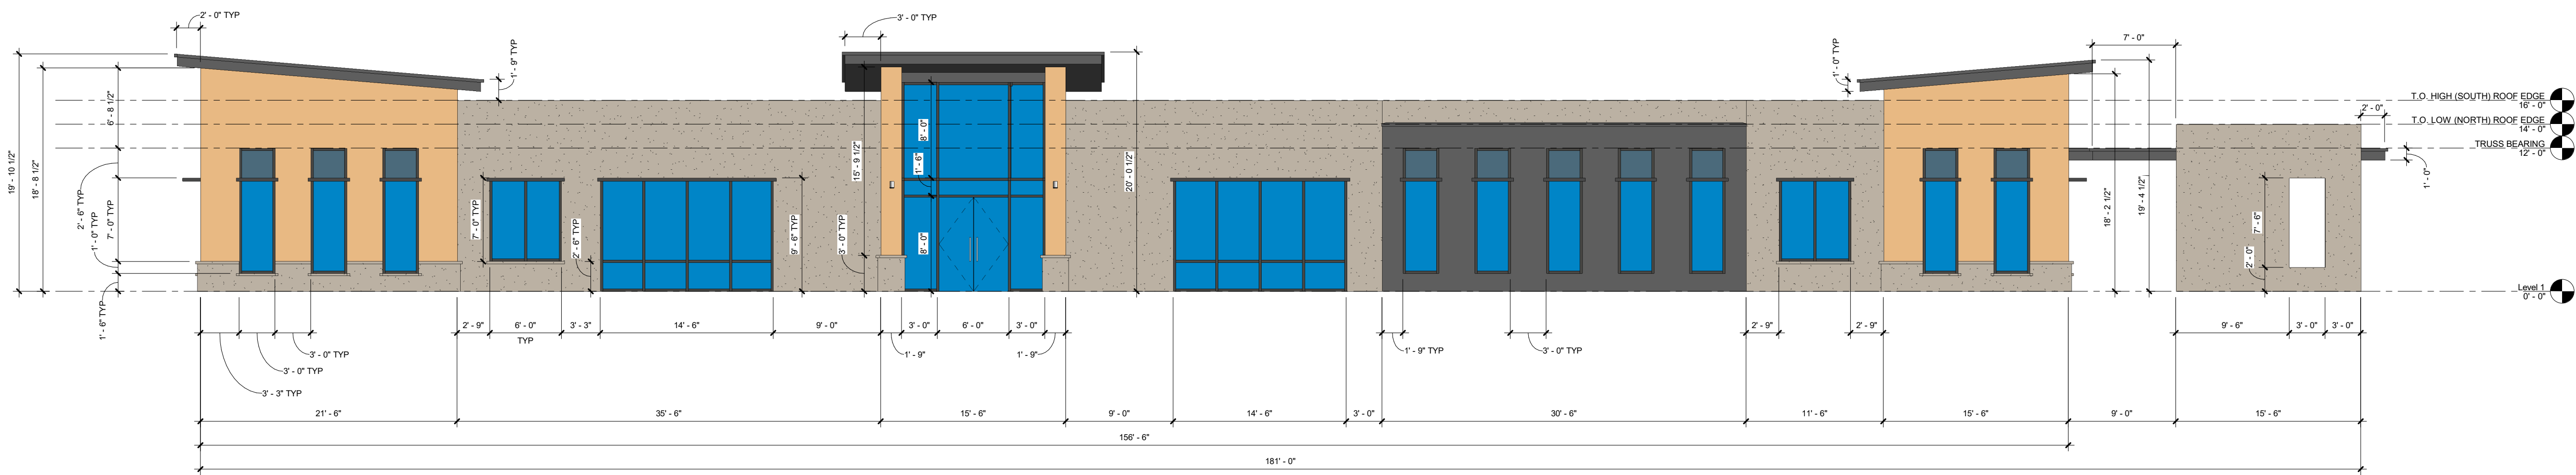 2' - 0" TYP
3' - 0" TYP
7' - 0"
1' - 9" TYP
1' - 0" TYP
T.O. HIGH (SOUTH) ROOF EDGE
16' - 0"
T.O. LOW (NORTH) ROOF EDGE
14' - 0"
TRUSS BEARING
12' - 0"
2' - 0"
1' - 0"
19' - 10 1/2"
18' - 8 1/2"
6' - 8 1/2"
2' - 6" TYP
1' - 0" TYP
7' - 0" TYP
1' - 6" TYP
7' - 0" TYP
2' - 6" TYP
9' - 6" TYP
15' - 9 1/2"
3' - 0" TYP
8' - 0"
1' - 6"
8' - 0"
20' - 0 1/2"
18' - 2 1/2"
19' - 4 1/2"
7' - 6"
2' - 0"
Level 1
0' - 0"
2' - 9"
6' - 0"
TYP
3' - 3"
14' - 6"
9' - 0"
3' - 0"
6' - 0"
3' - 0"
2' - 9"
2' - 9"
9' - 6"
3' - 0"
3' - 0"
3' - 0" TYP
3' - 0" TYP
3' - 3" TYP
1' - 9"
1' - 9"
1' - 9" TYP
3' - 0" TYP
21' - 6"
35' - 6"
15' - 6"
9' - 0"
14' - 6"
3' - 0"
30' - 6"
11' - 6"
15' - 6"
9' - 0"
15' - 6"
156' - 6"
181' - 0"